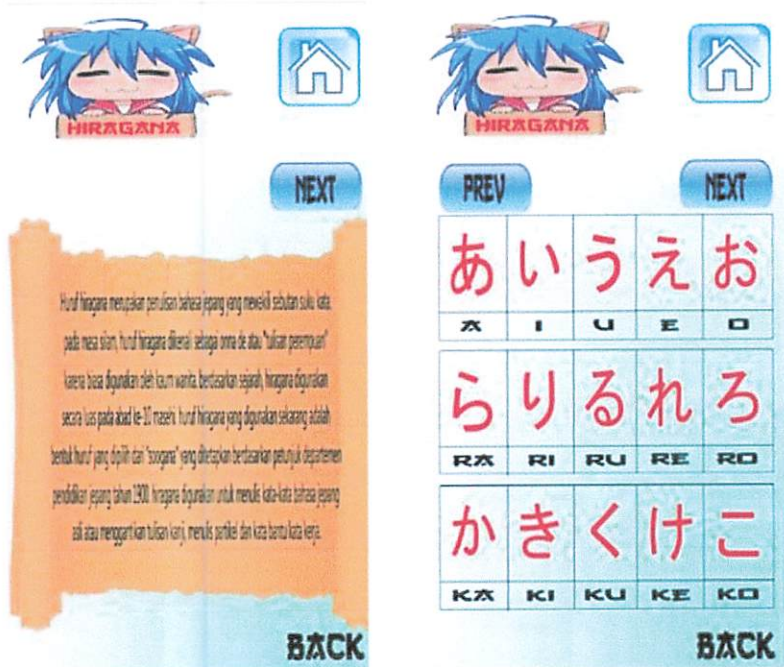 HIRAGANA
NEXT
Huruf hiragana merupakan penulisan bahasa jepang yang mewakili sebutan suku kata.
pada masa silam, huruf hiragana dikenali sebagai onna de atau "tulisan perempuan"
karena biasa digunakan oleh kaum wanita. berdasarkan sejarah, hiragana digunakan
secara luas pada abad ke-10 masehi. huruf hiragana yang digunakan sekarang adalah
bentuk huruf yang dipilih dari "soogana" yang ditetapkan berdasarkan petunjuk departemen
pendidikan jepang tahun 1900. hiragana digunakan untuk menulis kata-kata bahasa jepang
asli atau menggantikan tulisan kanji, menulis partikel dan kata bantu kata kerja.
BACK
HIRAGANA
PREV NEXT
あ い う え お
A I U E O
ら り る れ ろ
RA RI RU RE RO
か き く け こ
KA KI KU KE KO
BACK